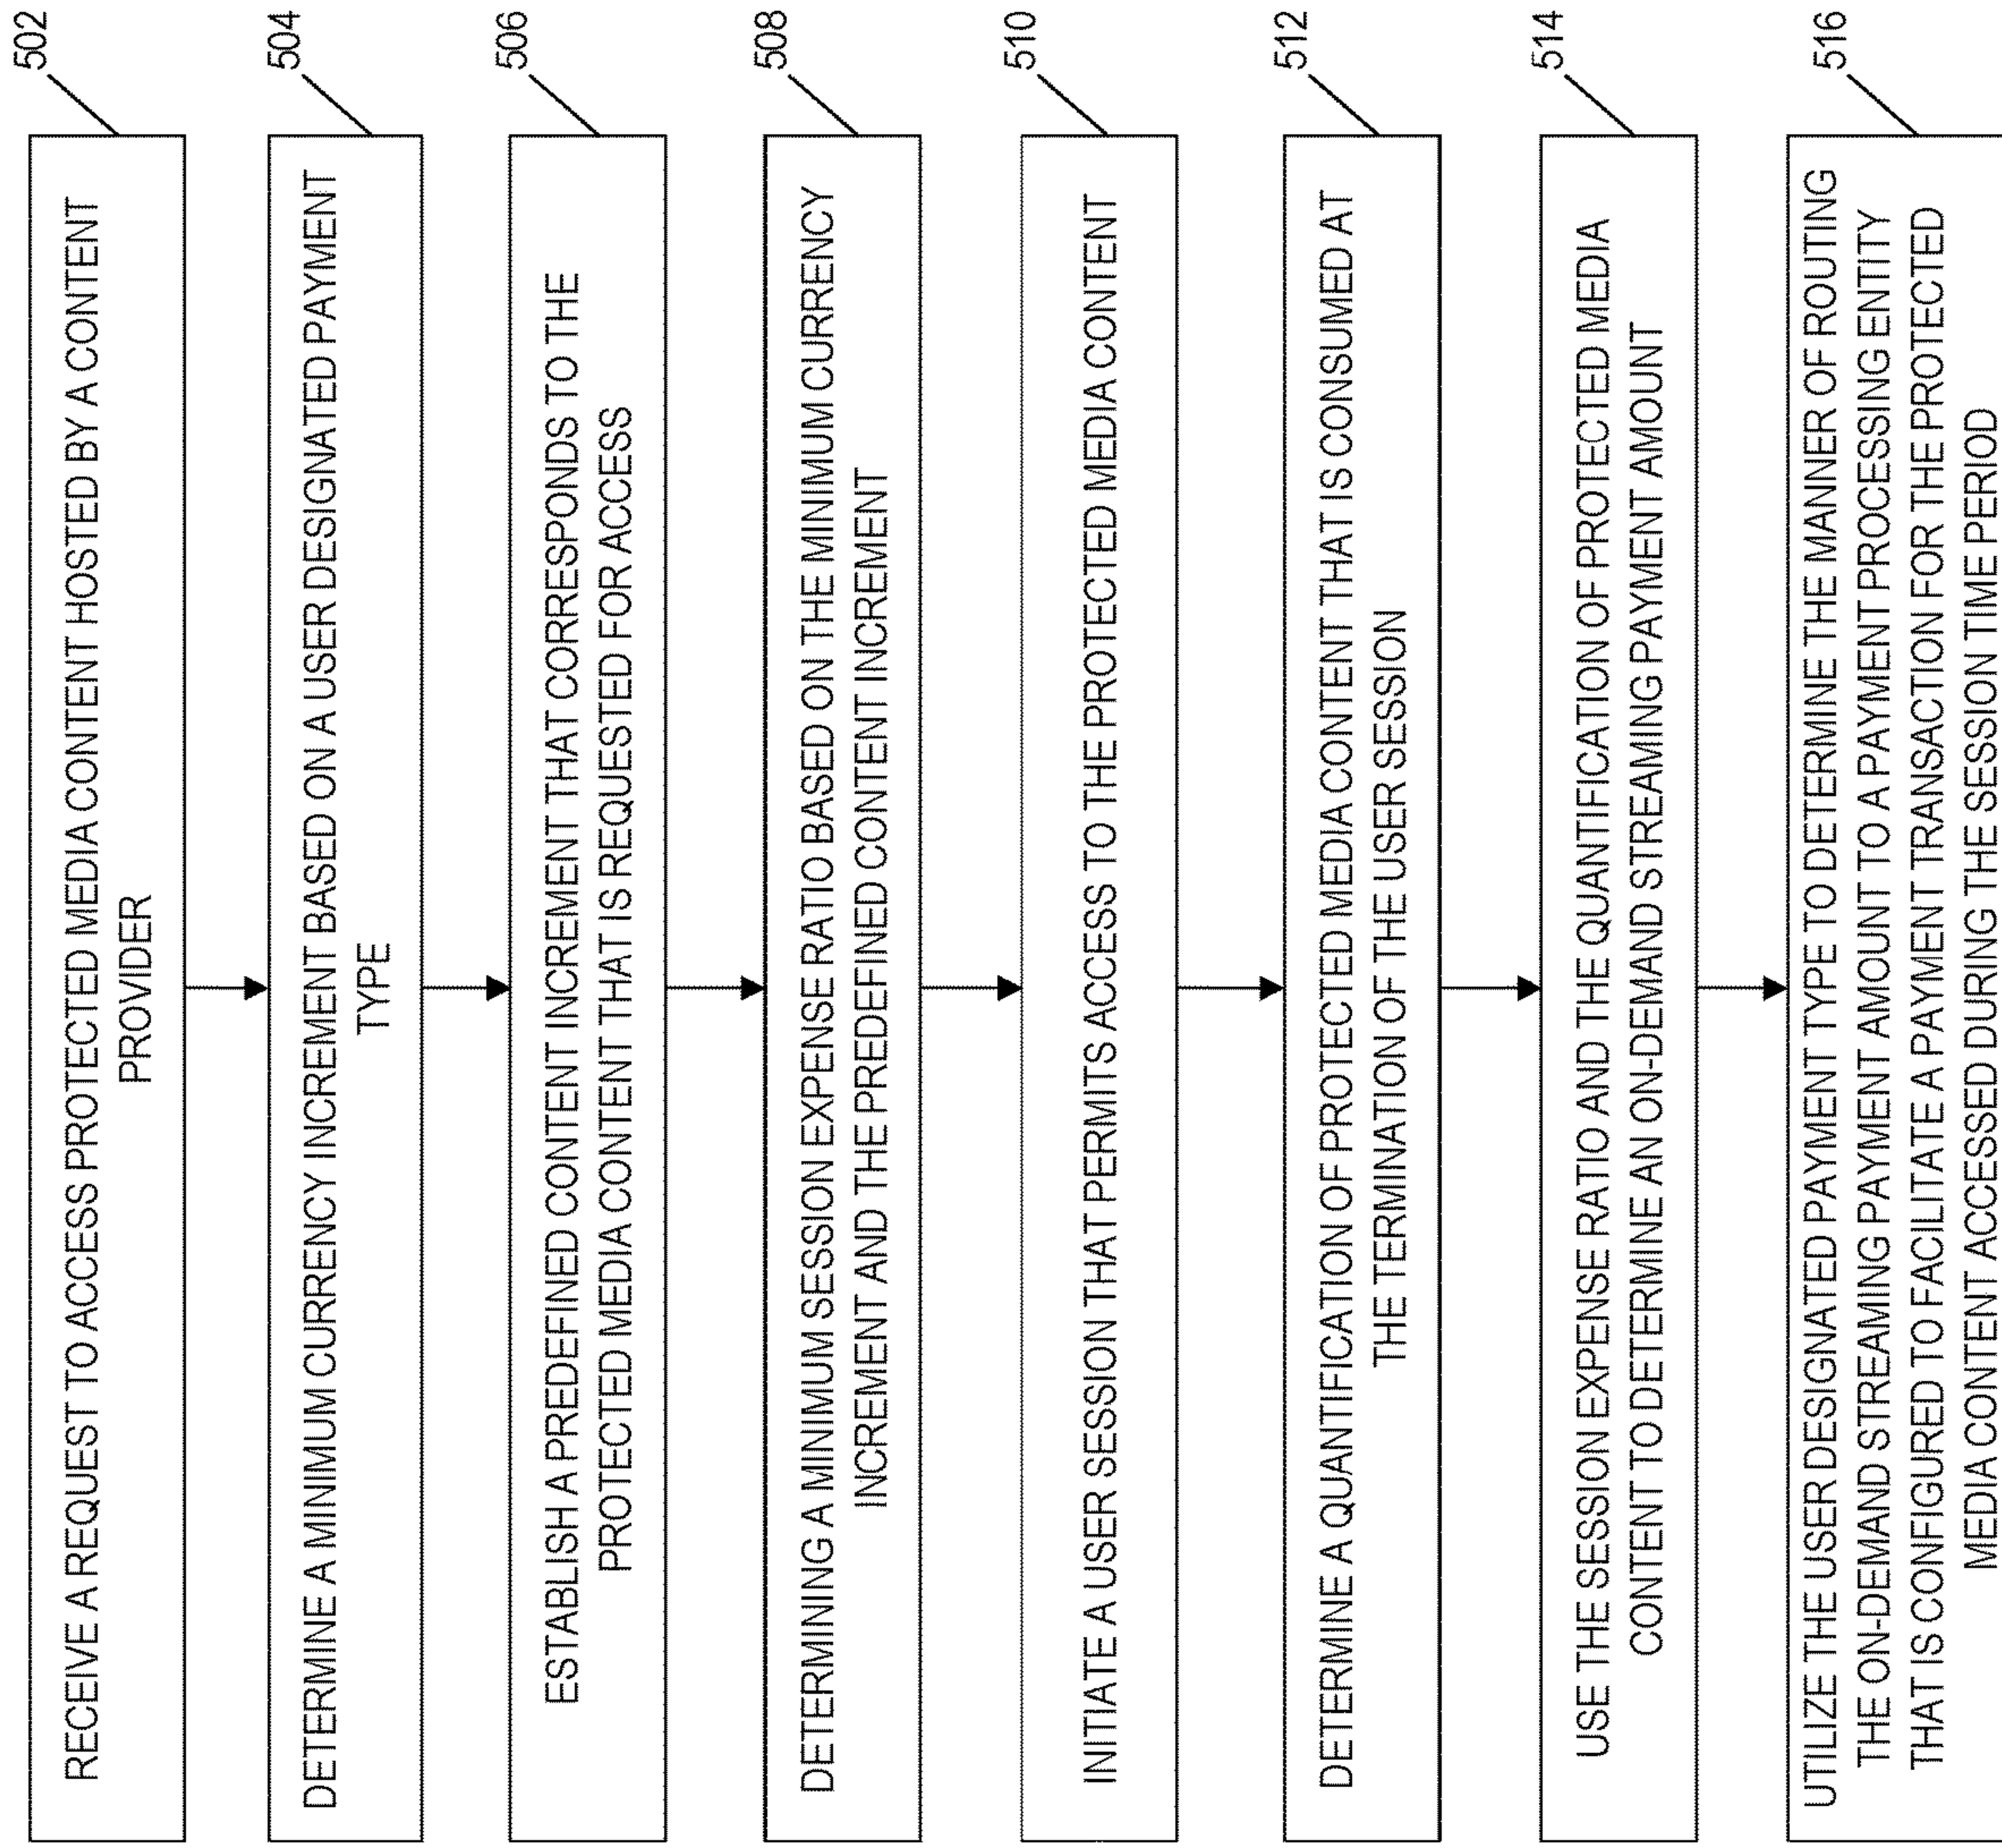 502
RECEIVE A REQUEST TO ACCESS PROTECTED MEDIA CONTENT HOSTED BY A CONTENT
PROVIDER
504
DETERMINE A MINIMUM CURRENCY INCREMENT BASED ON A USER DESIGNATED PAYMENT
TYPE
506
ESTABLISH A PREDEFINED CONTENT INCREMENT THAT CORRESPONDS TO THE
PROTECTED MEDIA CONTENT THAT IS REQUESTED FOR ACCESS
508
DETERMINING A MINIMUM SESSION EXPENSE RATIO BASED ON THE MINIMUM CURRENCY
INCREMENT AND THE PREDEFINED CONTENT INCREMENT
510
INITIATE A USER SESSION THAT PERMITS ACCESS TO THE PROTECTED MEDIA CONTENT
512
DETERMINE A QUANTIFICATION OF PROTECTED MEDIA CONTENT THAT IS CONSUMED AT
THE TERMINATION OF THE USER SESSION
514
USE THE SESSION EXPENSE RATIO AND THE QUANTIFICATION OF PROTECTED MEDIA
CONTENT TO DETERMINE AN ON-DEMAND STREAMING PAYMENT AMOUNT
516
UTILIZE THE USER DESIGNATED PAYMENT TYPE TO DETERMINE THE MANNER OF ROUTING
THE ON-DEMAND STREAMING PAYMENT AMOUNT TO A PAYMENT PROCESSING ENTITY
THAT IS CONFIGURED TO FACILITATE A PAYMENT TRANSACTION FOR THE PROTECTED
MEDIA CONTENT ACCESSED DURING THE SESSION TIME PERIOD